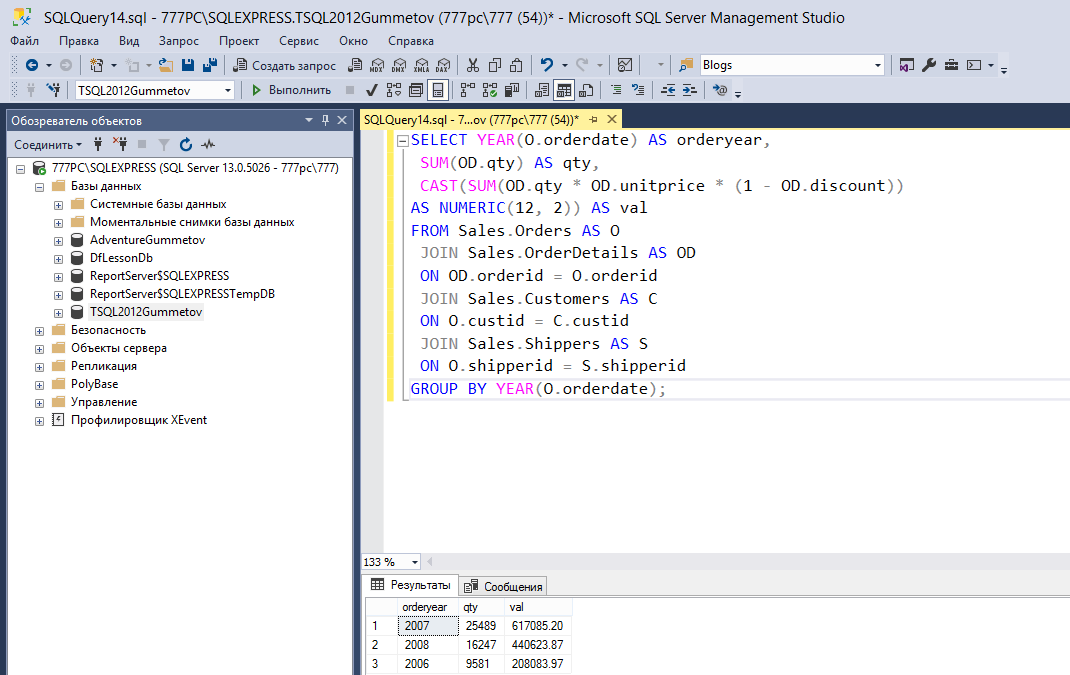 SQLQuery14.sql - 777PC\SQLEXPRESS.TSQL2012Gummetov (777pc\777 (54))* - Microsoft SQL Server Management Studio
Файл Правка Вид Запрос Проект Сервис Окно Справка
Создать запрос MDX DMX XMLA DAX Blogs
TSQL2012Gummetov Выполнить
Обозреватель объектов
SQLQuery14.sql - 7...ov (777pc\777 (54))*
Соединить
777PC\SQLEXPRESS (SQL Server 13.0.5026 - 777pc\777)
Базы данных
Системные базы данных
Моментальные снимки базы данных
AdventureGummetov
DfLessonDb
ReportServer$SQLEXPRESS
ReportServer$SQLEXPRESSTempDB
TSQL2012Gummetov
Безопасность
Объекты сервера
Репликация
PolyBase
Управление
Профилировщик XEvent
SELECT YEAR(O.orderdate) AS orderyear,
SUM(OD.qty) AS qty,
CAST(SUM(OD.qty * OD.unitprice * (1 - OD.discount))
AS NUMERIC(12, 2)) AS val
FROM Sales.Orders AS O
JOIN Sales.OrderDetails AS OD
ON OD.orderid = O.orderid
JOIN Sales.Customers AS C
ON O.custid = C.custid
JOIN Sales.Shippers AS S
ON O.shipperid = S.shipperid
GROUP BY YEAR(O.orderdate);
133 %
Результаты Сообщения
orderyear qty val
1 2007 25489 617085.20
2 2008 16247 440623.87
3 2006 9581 208083.97